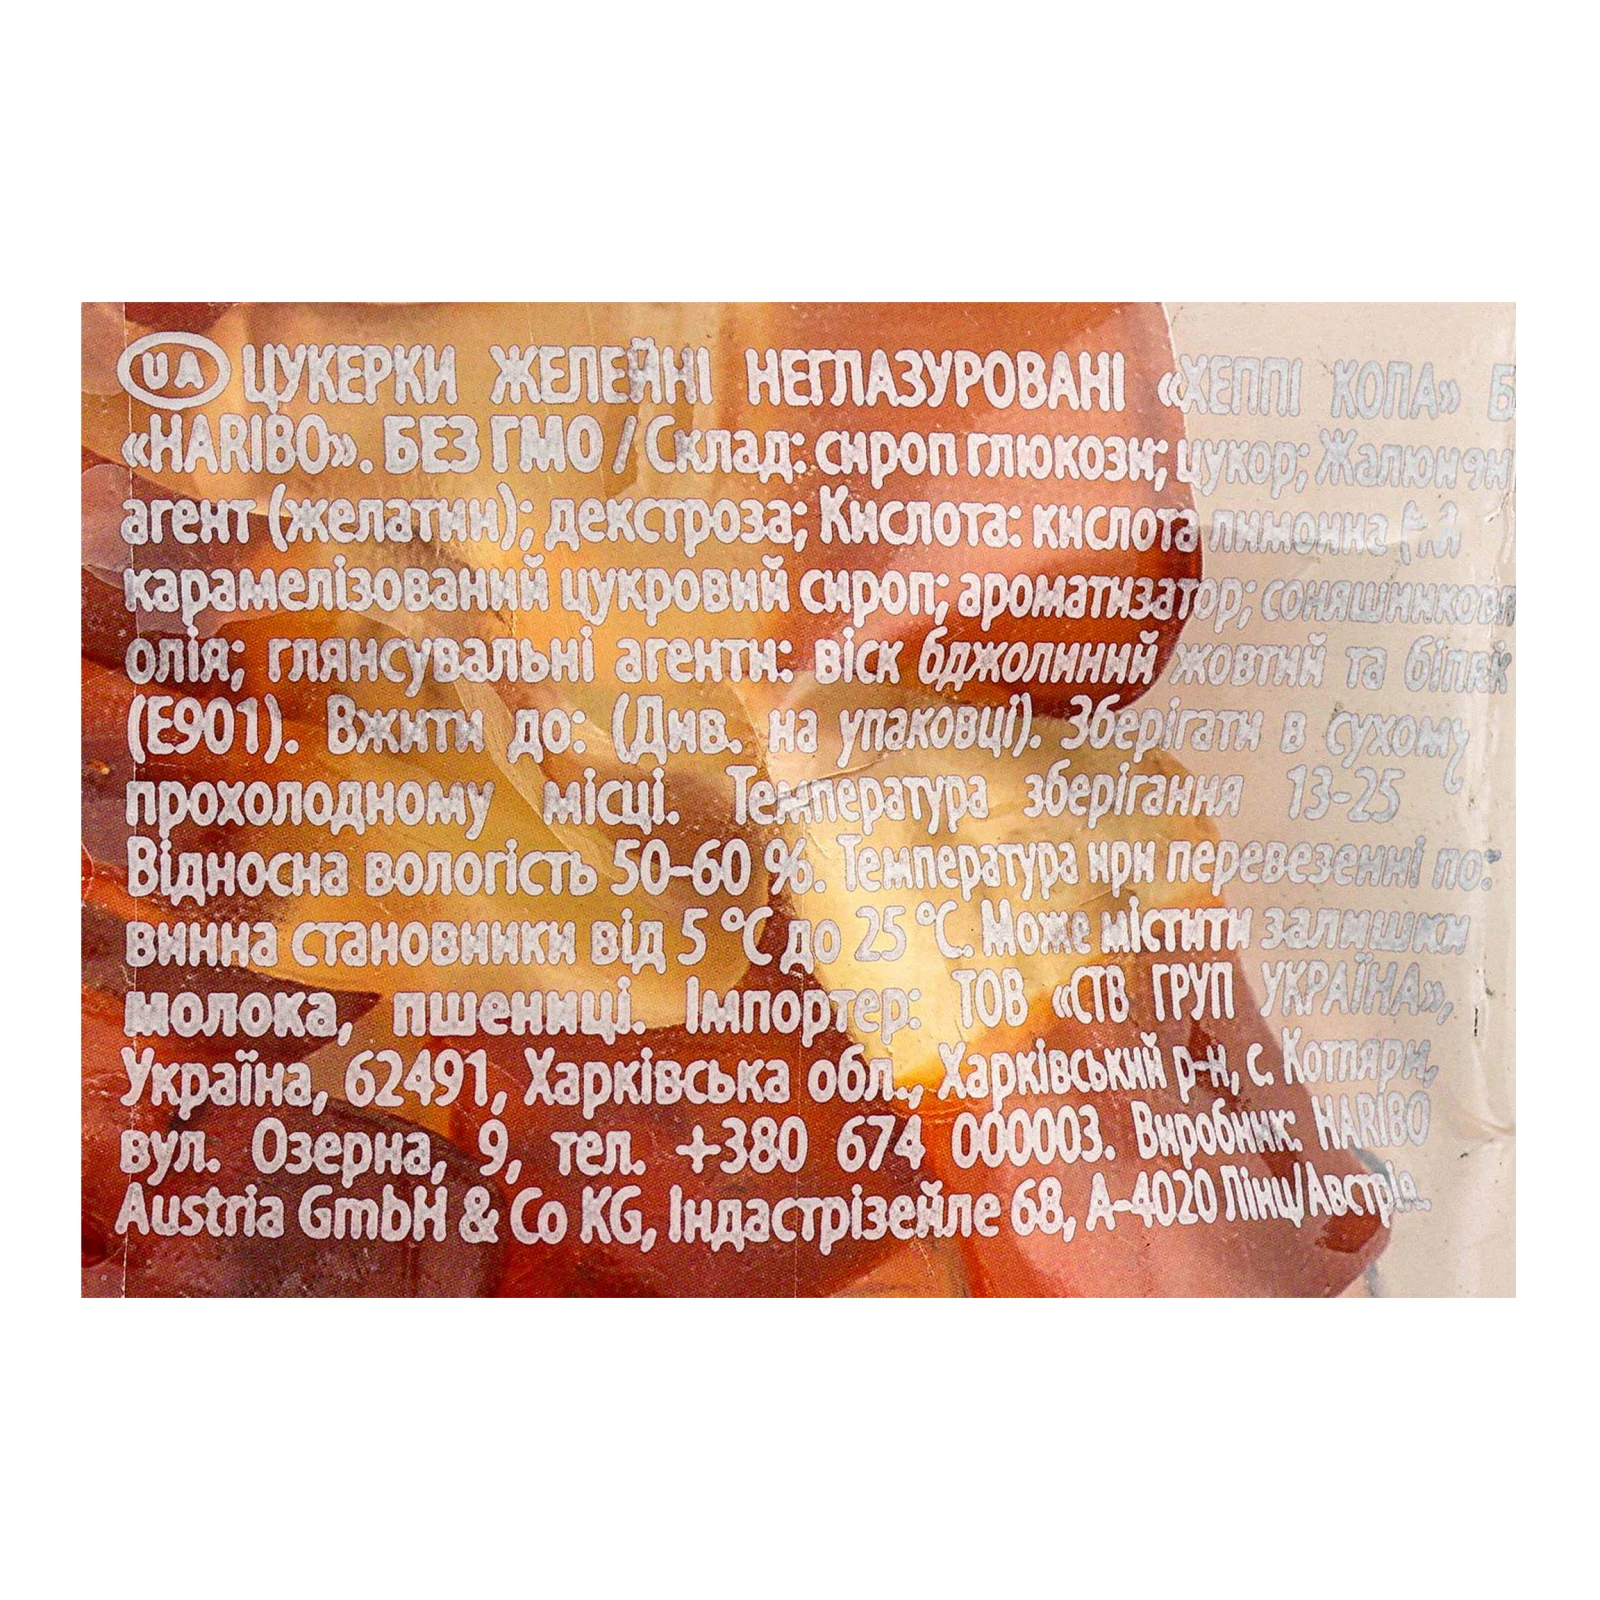 UA ЦУКЕРКИ ЖЕЛЕЙНІ НЕГЛАЗУРОВАНІ «ХЕППІ КОЛА»
«HARIBO». БЕЗ ГМО / Склад: сироп глюкози; цукор;
агент (желатин); декстроза; Кислота: кислота лимонна
карамелізований цукровий сироп; ароматизатор;
олія; глянсувальні агенти: віск бджолиний жовтий та
(E901). Вжити до: (Див. на упаковці). Зберігати в сухому
прохолодному місці. Температура зберігання 13-25
Відносна вологість 50-60 %. Температура при перевезенні по:
винна становники від 5 °C до 25 °C. Може містити залишки
молока, пшениці. Імпортер: ТОВ «СТВ ГРУП УКРАЇНА»,
Україна, 62491, Харківська обл., Харківський р-н, с. Котляри,
вул. Озерна, 9, тел. +380 674 000003. Виробник: HARIBO
Austria GmbH & Co KG, Індастрізейле 68, А-4020 Лінц/Австрія.